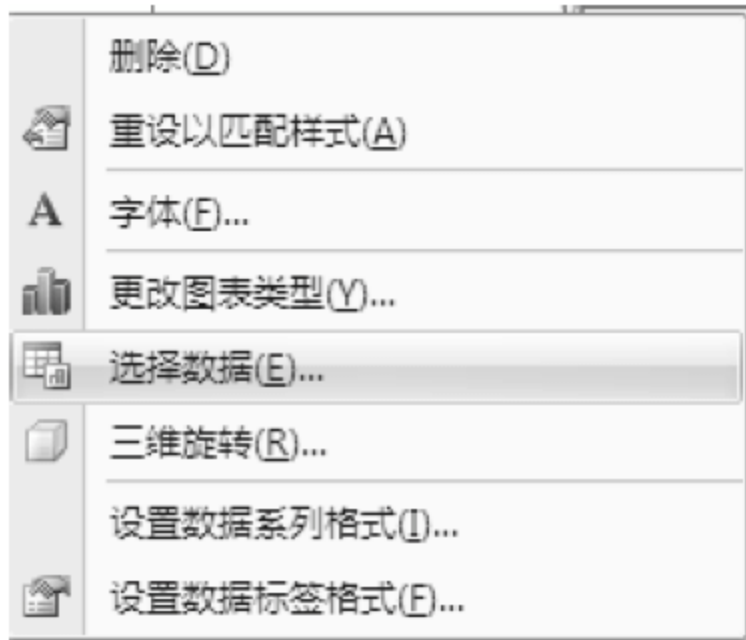 删除(D)
重设以匹配样式(A)
字体(F)...
更改图表类型(Y)...
选择数据(E)...
三维旋转(R)...
设置数据系列格式(I)...
设置数据标签格式(F)...